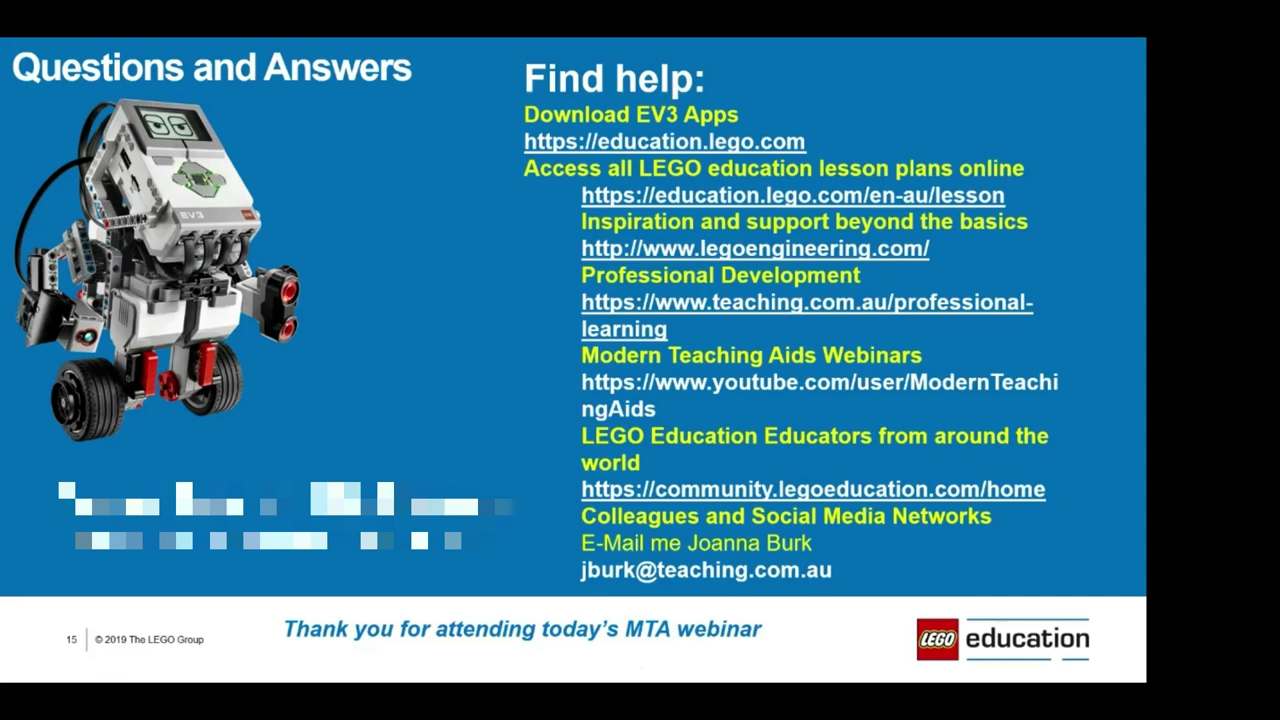 Questions and Answers
EV3
Find help:
Download EV3 Apps
https://education.lego.com
Access all LEGO education lesson plans online
https://education.lego.com/en-au/lesson
Inspiration and support beyond the basics
http://www.legoengineering.com/
Professional Development
https://www.teaching.com.au/professional-
learning
Modern Teaching Aids Webinars
https://www.youtube.com/user/ModernTeachi
ngAids
LEGO Education Educators from around the
world
https://community.legoeducation.com/home
Colleagues and Social Media Networks
E-Mail me Joanna Burk
jburk@teaching.com.au
15 © 2019 The LEGO Group
Thank you for attending today’s MTA webinar
LEGO education